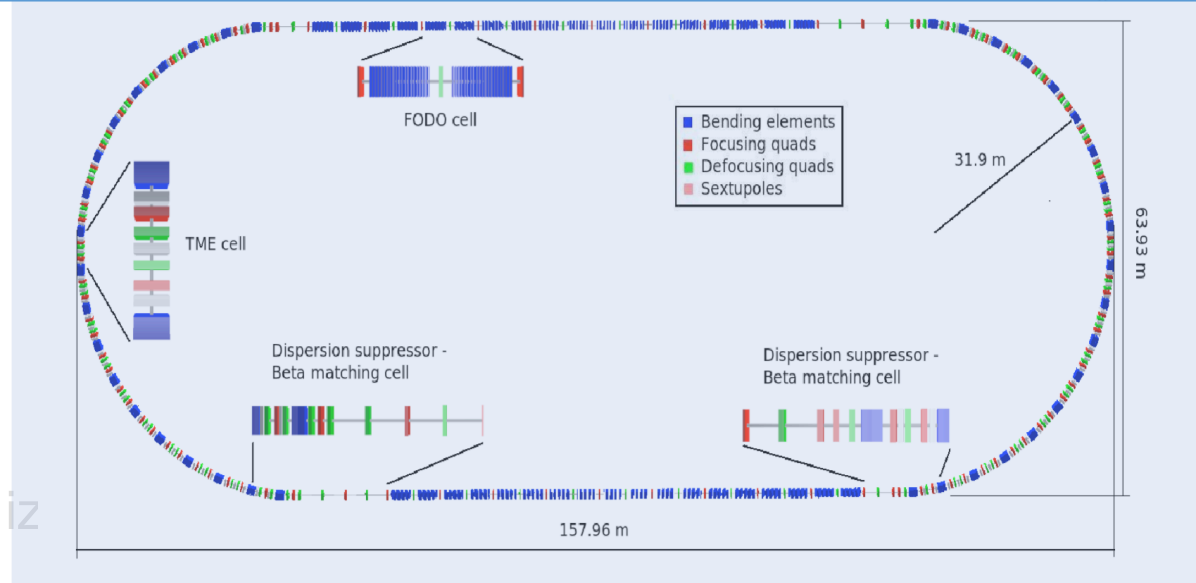 FODO cell
Bending elements
Focusing quads
Defocusing quads
Sextupoles
31.9 m
63.93 m
TME cell
Dispersion suppressor -
Beta matching cell
Dispersion suppressor -
Beta matching cell
iz
157.96 m